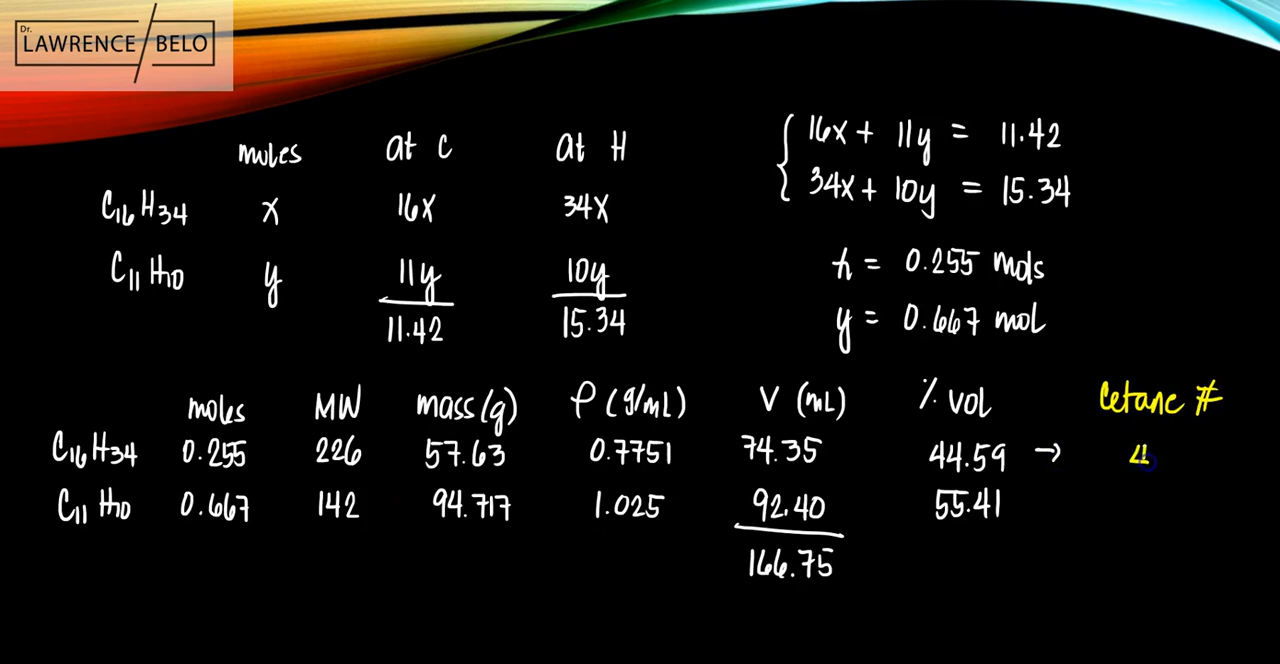 Dr.
LAWRENCE / BELO
moles at C at H
C16H34 x 16x 34x
C11H10 y 11y 10y
11.42 15.34
16x + 11y = 11.42
34x + 10y = 15.34
x = 0.255 mols
y = 0.667 mol
moles MW mass (g) ρ (g/mL) V (mL) % vol Cetane #
C16H34 0.255 226 57.63 0.7751 74.35 44.59 → 4
C11H10 0.667 142 94.717 1.025 92.40 55.41
166.75